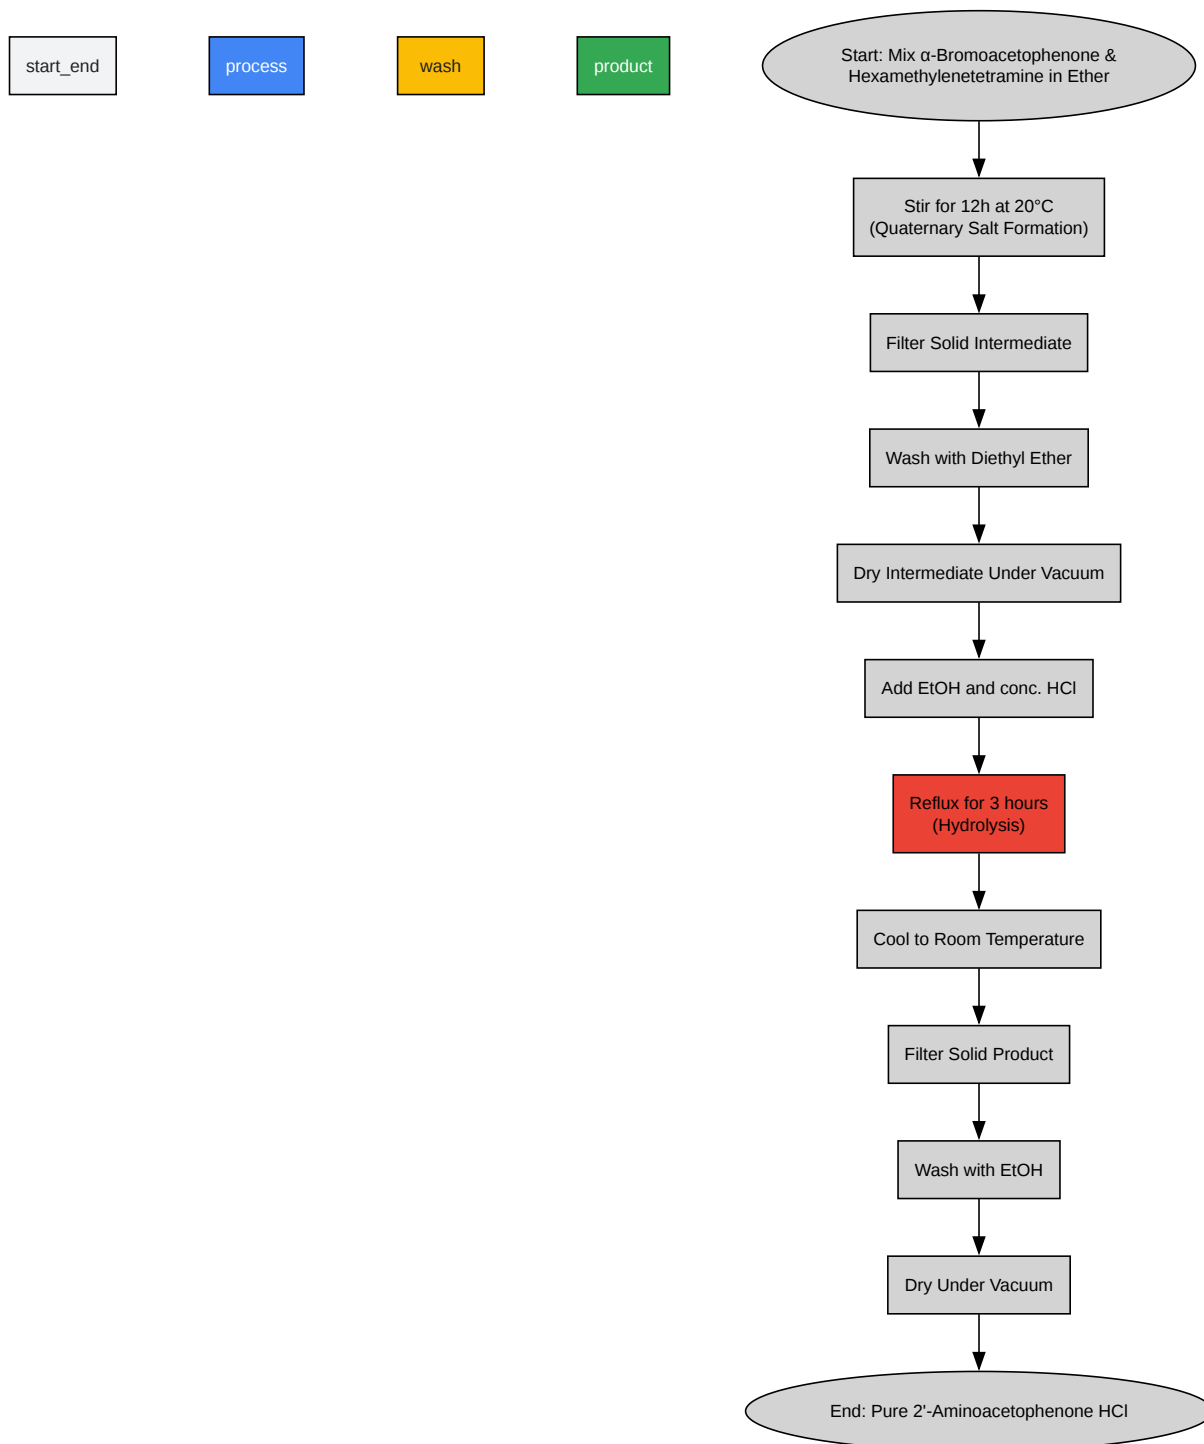 start_end
process
wash
product
Start: Mix α-Bromoacetophenone &
Hexamethylenetetramine in Ether
Stir for 12h at 20°C
(Quaternary Salt Formation)
Filter Solid Intermediate
Wash with Diethyl Ether
Dry Intermediate Under Vacuum
Add EtOH and conc. HCl
Reflux for 3 hours
(Hydrolysis)
Cool to Room Temperature
Filter Solid Product
Wash with EtOH
Dry Under Vacuum
End: Pure 2'-Aminoacetophenone HCl